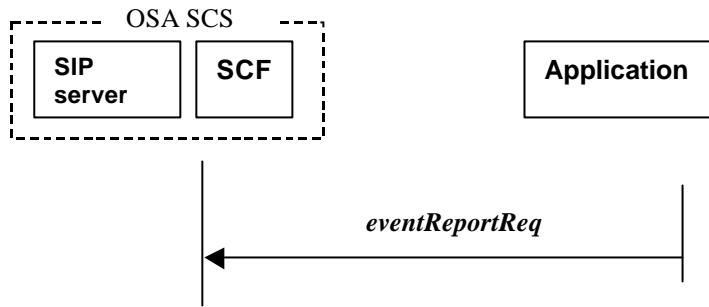 OSA SCS
SIP
server
SCF
Application
eventReportReq